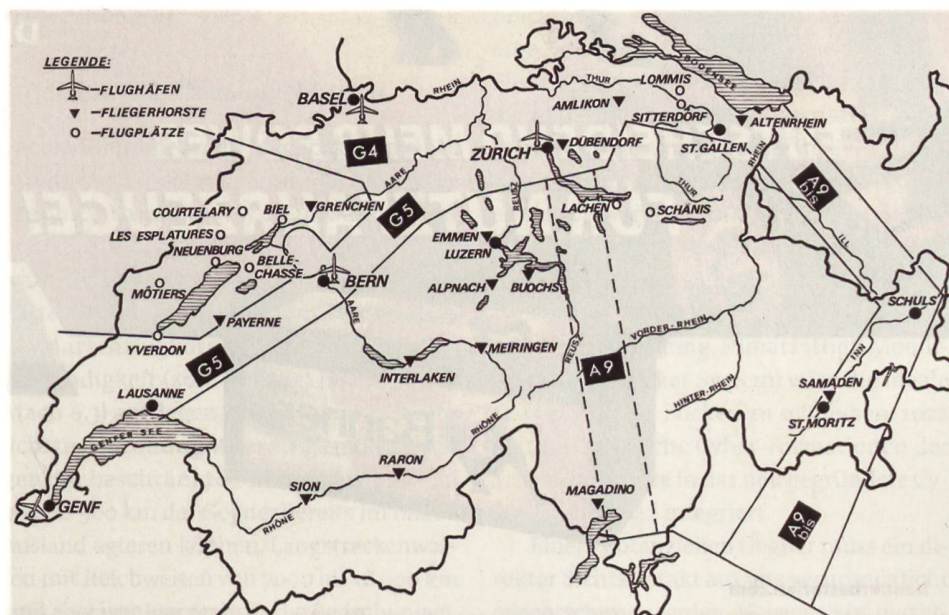 LEGENDE:
—FLUGHÄFEN
—FLIEGERHORSTE
—FLUGPLÄTZE
BASEL
RHEIN
THUR
LOMMIS
BODENSEE
AMLIKON
SITTERDORF
ALTENRHEIN
ST.GALLEN
RHEIN
ZÜRICH
DÜBENDORF
G4
AARE
REUSZ
THUR
A9
bis
COURTELARY
BIEL
GRENCHEN
G5
LACHEN
SCHÄNIS
LES ESPLATURES
NEUENBURG
BELLE-
CHASSE
EMMEN
LUZERN
ILL
MÔTIERS
BERN
ALPNACH
BUOCHS
SCHULS
AARE
PAYERNE
YVERDON
MEIRINGEN
REUSZ
VORDER-RHEIN
INN
G5
INTERLAKEN
A9
HINTER-RHEIN
SAMADEN
ST.MORITZ
LAUSANNE
GENFER SEE
RHÔNE
RARON
SION
MAGADINO
GENF
RHÔNE
A9
bis